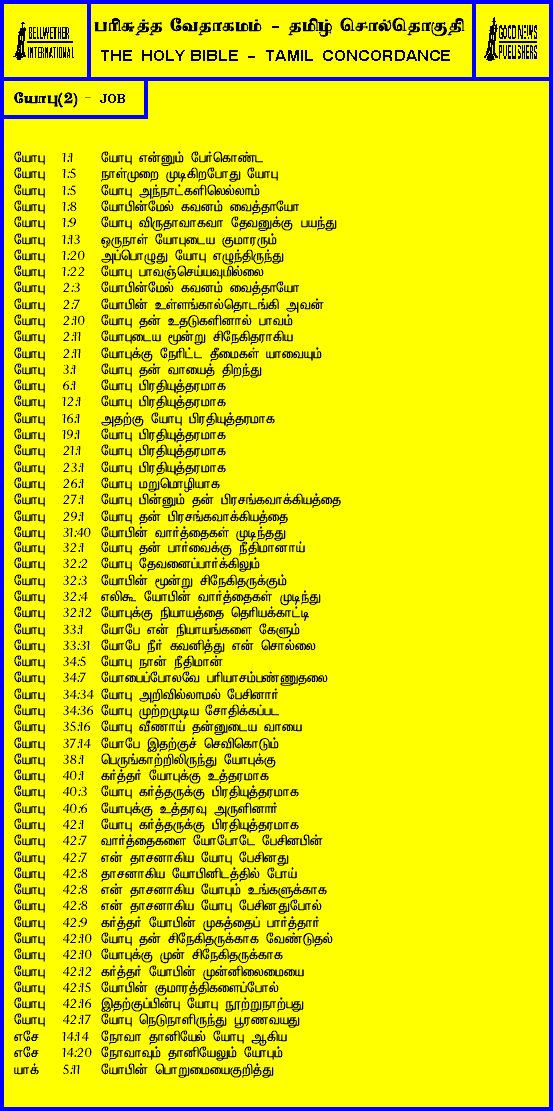 BELLWETHER
INTERNATIONAL
பரிசுத்த வேதாகமம் - தமிழ் சொல்தொகுதி
THE HOLY BIBLE - TAMIL CONCORDANCE
GOOD NEWS
PUBLISHERS
யோபு(2) - JOB
யோபு 1:1 யோபு என்னும் பேர்கொண்ட
யோபு 1:5 நாள்முறை முடிகிறபோது யோபு
யோபு 1:5 யோபு அந்நாட்களிலெல்லாம்
யோபு 1:8 யோபின்மேல் கவனம் வைத்தாயோ
யோபு 1:9 யோபு விருதாவாகவா தேவனுக்கு பயந்து
யோபு 1:13 ஒருநாள் யோபுடைய குமாரரும்
யோபு 1:20 அப்பொழுது யோபு எழுந்திருந்து
யோபு 1:22 யோபு பாவஞ்செய்யவுமில்லை
யோபு 2:3 யோபின்மேல் கவனம் வைத்தாயோ
யோபு 2:7 யோபின் உள்ளங்கால்தொடங்கி அவன்
யோபு 2:10 யோபு தன் உதடுகளினால் பாவம்
யோபு 2:11 யோபுடைய மூன்று சிநேகிதராகிய
யோபு 2:11 யோபுக்கு நேரிட்ட தீமைகள் யாவையும்
யோபு 3:1 யோபு தன் வாயைத் திறந்து
யோபு 6:1 யோபு பிரதியுத்தரமாக
யோபு 12:1 யோபு பிரதியுத்தரமாக
யோபு 16:1 அதற்கு யோபு பிரதியுத்தரமாக
யோபு 19:1 யோபு பிரதியுத்தரமாக
யோபு 21:1 யோபு பிரதியுத்தரமாக
யோபு 23:1 யோபு பிரதியுத்தரமாக
யோபு 26:1 யோபு மறுமொழியாக
யோபு 27:1 யோபு பின்னும் தன் பிரசங்கவாக்கியத்தை
யோபு 29:1 யோபு தன் பிரசங்கவாக்கியத்தை
யோபு 31:40 யோபின் வார்த்தைகள் முடிந்தது
யோபு 32:1 யோபு தன் பார்வைக்கு நீதிமானாய்
யோபு 32:2 யோபு தேவனைப்பார்க்கிலும்
யோபு 32:3 யோபின் மூன்று சிநேகிதருக்கும்
யோபு 32:4 எலிகூ யோபின் வார்த்தைகள் முடிந்து
யோபு 32:12 யோபுக்கு நியாயத்தை தெரியக்காட்டி
யோபு 33:1 யோபே என் நியாயங்களை கேளும்
யோபு 33:31 யோபே நீர் கவனித்து என் சொல்லை
யோபு 34:5 யோபு நான் நீதிமான்
யோபு 34:7 யோபைப்போலவே பரியாசம்பண்ணுதலை
யோபு 34:34 யோபு அறிவில்லாமல் பேசினார்
யோபு 34:36 யோபு முற்றமுடிய சோதிக்கப்பட
யோபு 35:16 யோபு வீணாய் தன்னுடைய வாயை
யோபு 37:14 யோபே இதற்குச் செவிகொடும்
யோபு 38:1 பெருங்காற்றிலிருந்து யோபுக்கு
யோபு 40:1 கர்த்தர் யோபுக்கு உத்தரமாக
யோபு 40:3 யோபு கர்த்தருக்கு பிரதியுத்தரமாக
யோபு 40:6 யோபுக்கு உத்தரவு அருளினார்
யோபு 42:1 யோபு கர்த்தருக்கு பிரதியுத்தரமாக
யோபு 42:7 வார்த்தைகளை யோபோடே பேசினபின்
யோபு 42:7 என் தாசனாகிய யோபு பேசினது
யோபு 42:8 தாசனாகிய யோபினிடத்தில் போய்
யோபு 42:8 என் தாசனாகிய யோபும் உங்களுக்காக
யோபு 42:8 என் தாசனாகிய யோபு பேசினதுபோல்
யோபு 42:9 கர்த்தர் யோபின் முகத்தைப் பார்த்தார்
யோபு 42:10 யோபு தன் சிநேகிதருக்காக வேண்டுதல்
யோபு 42:10 யோபுக்கு முன் சிநேகிதருக்காக
யோபு 42:12 கர்த்தர் யோபின் முன்னிலைமையை
யோபு 42:15 யோபின் குமாரத்திகளைப்போல்
யோபு 42:16 இதற்குப்பின்பு யோபு நூற்றுநாற்பது
யோபு 42:17 யோபு நெடுநாளிருந்து பூரணவயது
எசே 14:14 நோவா தானியேல் யோபு ஆகிய
எசே 14:20 நோவாவும் தானியேலும் யோபும்
யாக் 5:11 யோபின் பொறுமையைகுறித்து